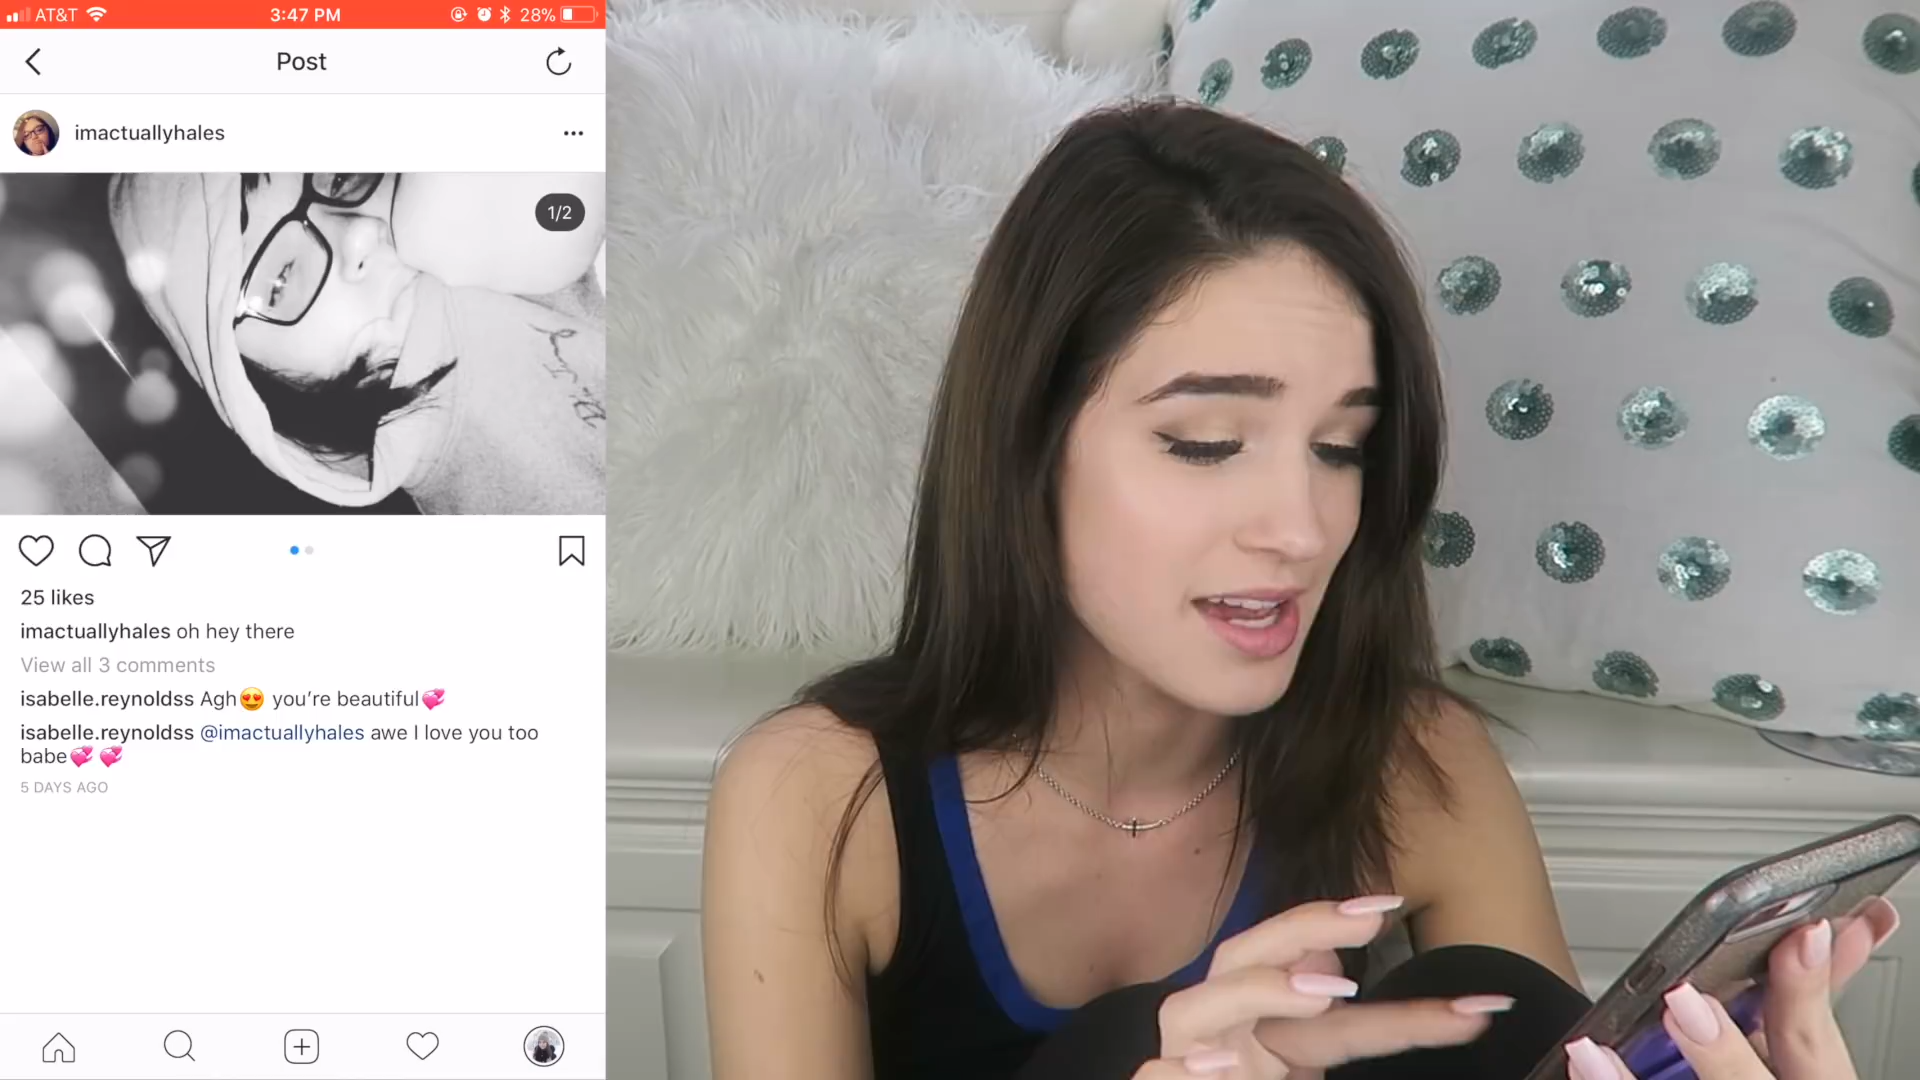 AT&T 3:47 PM 28%
Post
imactuallyhales
1/2
25 likes
imactuallyhales oh hey there
View all 3 comments
isabelle.reynoldss Agh😍 you’re beautiful💞
isabelle.reynoldss @imactuallyhales awe I love you too
babe💞 💞
5 DAYS AGO